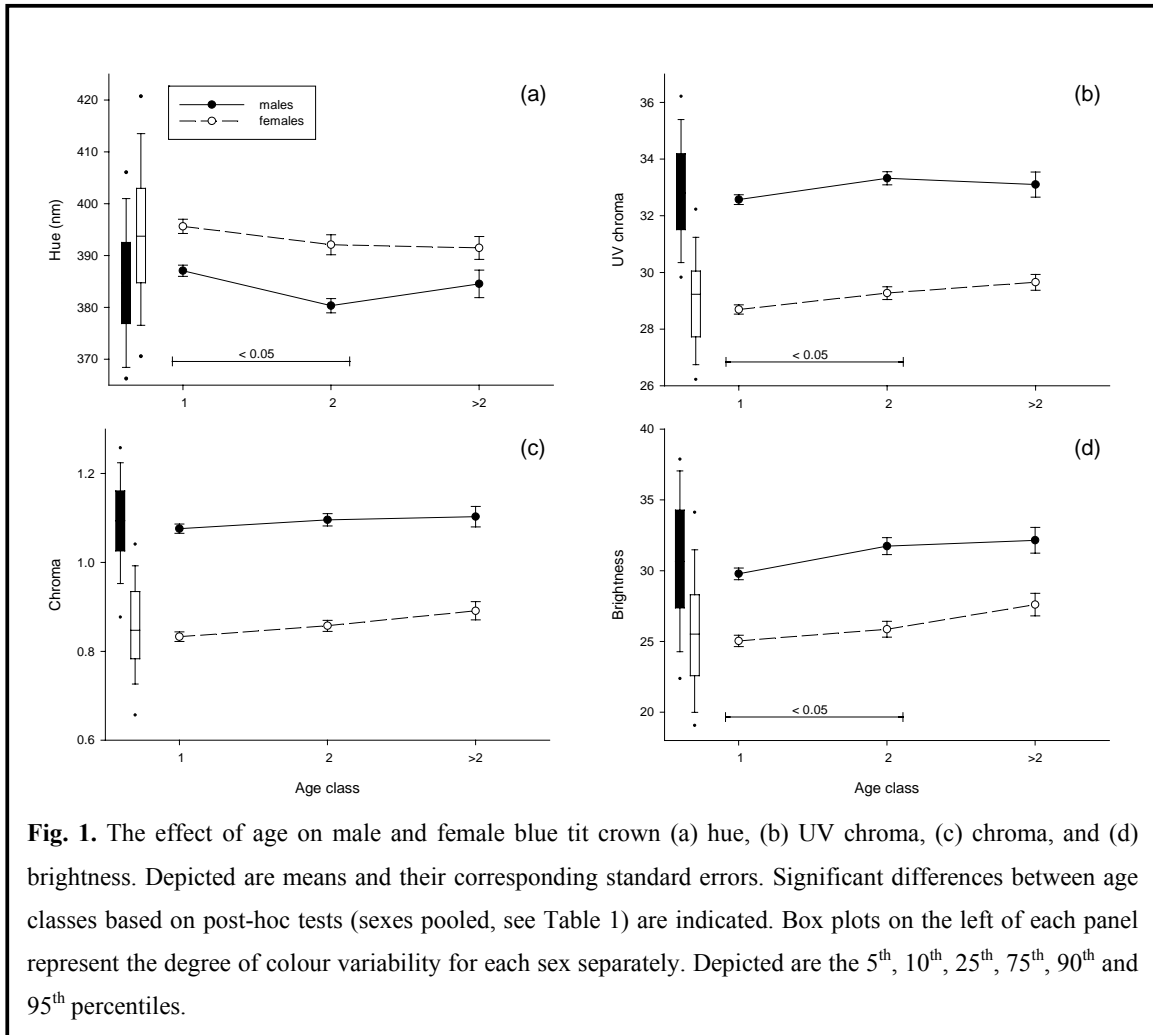 (a)
420
410
400
390
380
370
Hue (nm)
males
females
< 0.05
1
2
>2
(b)
36
34
32
30
28
26
UV chroma
< 0.05
1
2
>2
(c)
1.2
1.0
0.8
0.6
Chroma
1
2
>2
Age class
(d)
40
35
30
25
20
Brightness
< 0.05
1
2
>2
Age class
Fig. 1. The effect of age on male and female blue tit crown (a) hue, (b) UV chroma, (c) chroma, and (d)
brightness. Depicted are means and their corresponding standard errors. Significant differences between age
classes based on post-hoc tests (sexes pooled, see Table 1) are indicated. Box plots on the left of each panel
represent the degree of colour variability for each sex separately. Depicted are the 5th, 10th, 25th, 75th, 90th and
95th percentiles.